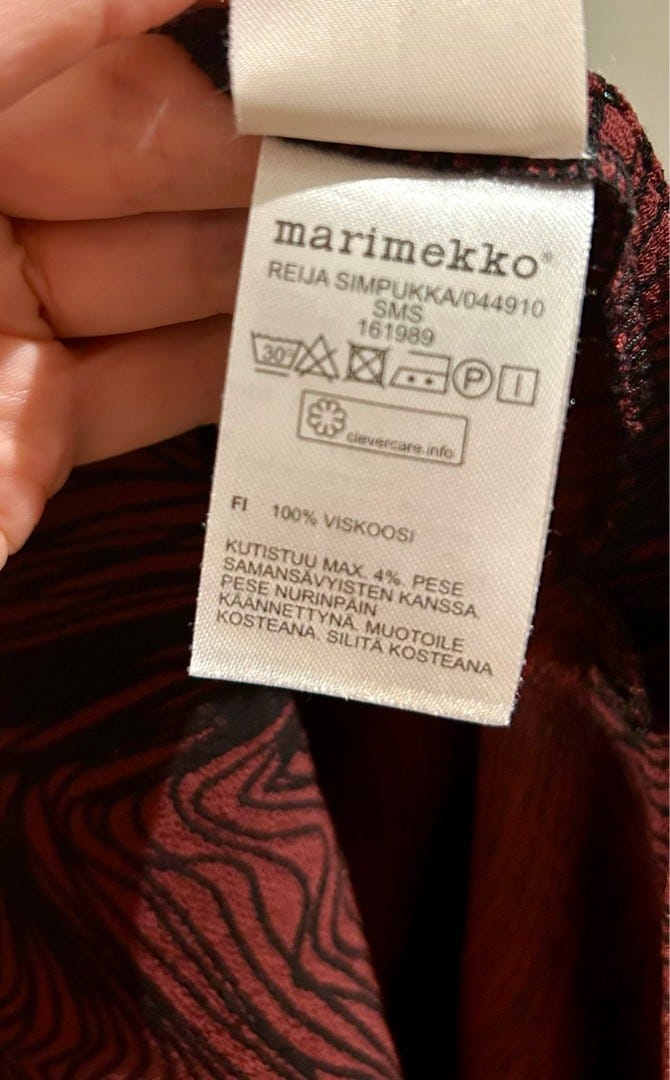 marimekko®
REIJA SIMPUKKA/044910
SMS
161989
30° P
clevercare.info
FI 100% VISKOOSI
KUTISTUU MAX. 4%. PESE
SAMANSÄVYISTEN KANSSA.
PESE NURINPÄIN
KÄÄNNETTYNÄ. MUOTOILE
KOSTEANA. SILITÄ KOSTEANA